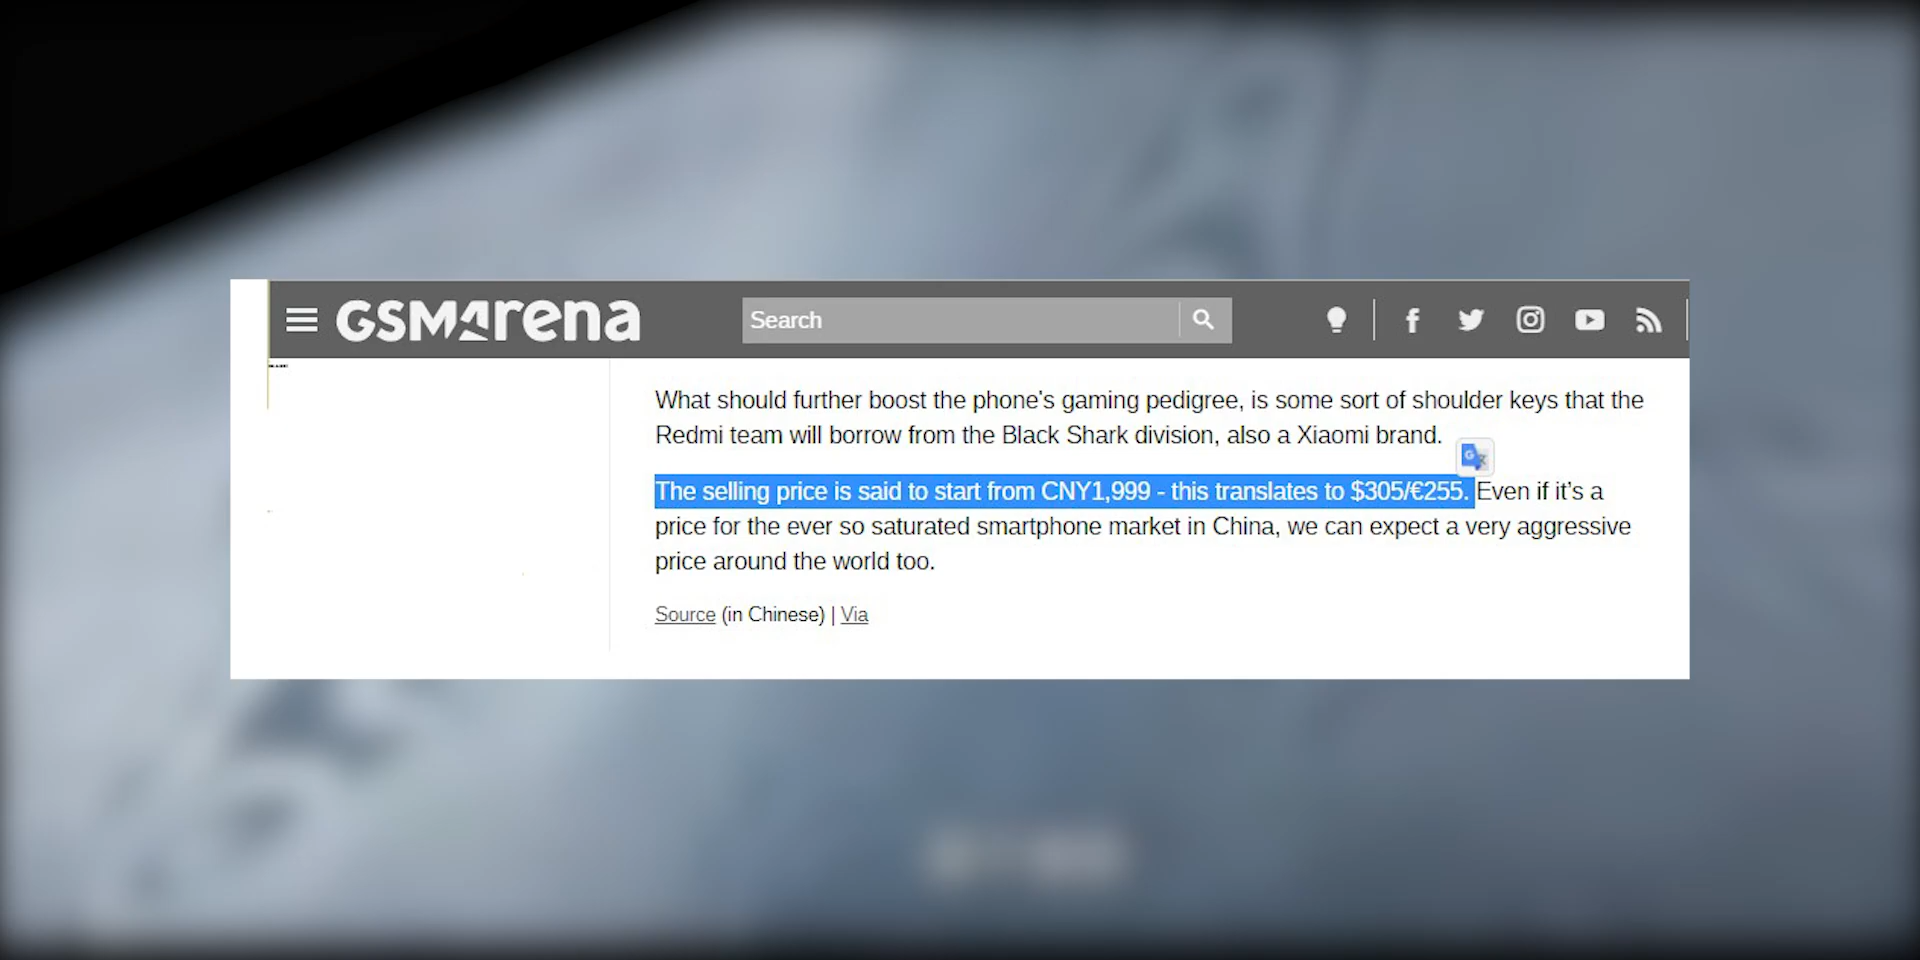 GSMArena
Search
What should further boost the phone's gaming pedigree, is some sort of shoulder keys that the
Redmi team will borrow from the Black Shark division, also a Xiaomi brand.
The selling price is said to start from CNY1,999 - this translates to $305/€255. Even if it's a
price for the ever so saturated smartphone market in China, we can expect a very aggressive
price around the world too.
Source (in Chinese) | Via